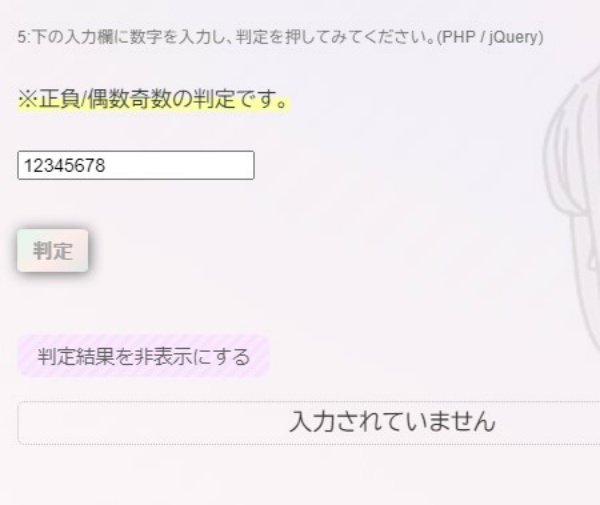 5:下の入力欄に数字を入力し、判定を押してみてください。(PHP / jQuery)
※正負/偶数奇数の判定です。
12345678
判定
判定結果を非表示にする
入力されていません